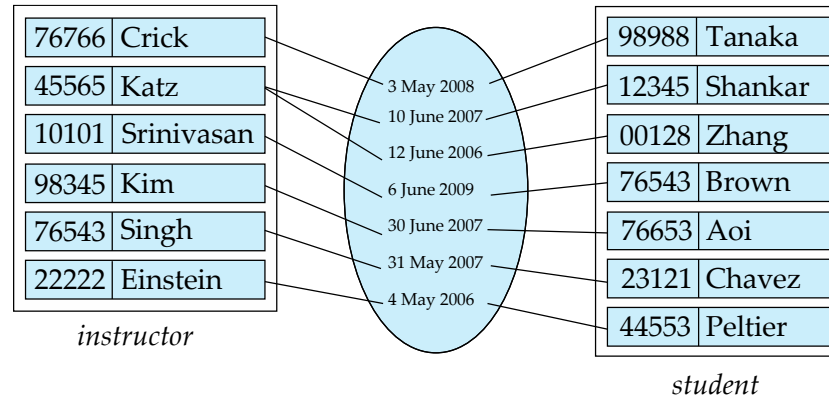 76766 Crick
45565 Katz
10101 Srinivasan
98345 Kim
76543 Singh
22222 Einstein
instructor
3 May 2008
10 June 2007
12 June 2006
6 June 2009
30 June 2007
31 May 2007
4 May 2006
98988 Tanaka
12345 Shankar
00128 Zhang
76543 Brown
76653 Aoi
23121 Chavez
44553 Peltier
student